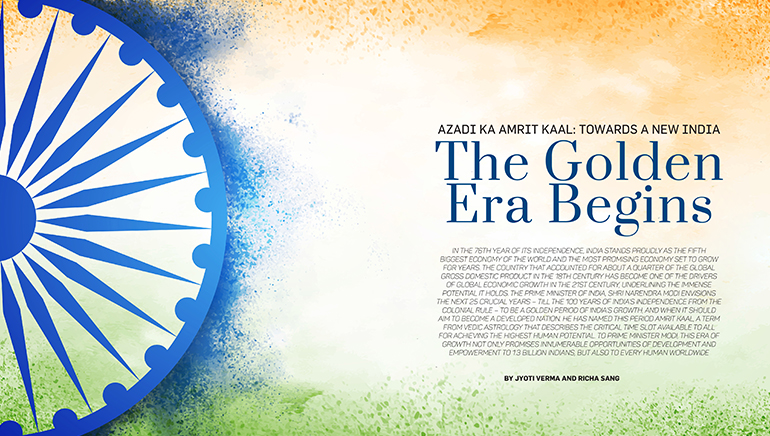 AZADI KA AMRIT KAAL: TOWARDS A NEW INDIA
The Golden
Era Begins
IN THE 76TH YEAR OF ITS INDEPENDENCE, INDIA STANDS PROUDLY AS THE FIFTH
BIGGEST ECONOMY OF THE WORLD AND THE MOST PROMISING ECONOMY SET TO GROW
FOR YEARS. THE COUNTRY THAT ACCOUNTED FOR ABOUT A QUARTER OF THE GLOBAL
GROSS DOMESTIC PRODUCT IN THE 18TH CENTURY HAS BECOME ONE OF THE DRIVERS
OF GLOBAL ECONOMIC GROWTH IN THE 21ST CENTURY, UNDERLINING THE IMMENSE
POTENTIAL IT HOLDS. THE PRIME MINISTER OF INDIA, SHRI NARENDRA MODI ENVISIONS
THE NEXT 25 CRUCIAL YEARS – TILL THE 100 YEARS OF INDIA'S INDEPENDENCE FROM THE
COLONIAL RULE – TO BE A GOLDEN PERIOD OF INDIA'S GROWTH, AND WHEN IT SHOULD
AIM TO BECOME A DEVELOPED NATION. HE HAS NAMED THIS PERIOD AMRIT KAAL, A TERM
FROM VEDIC ASTROLOGY THAT DESCRIBES THE CRITICAL TIME SLOT AVAILABLE TO ALL
FOR ACHIEVING THE HIGHEST HUMAN POTENTIAL. TO PRIME MINISTER MODI, THIS ERA OF
GROWTH NOT ONLY PROMISES INNUMERABLE OPPORTUNITIES OF DEVELOPMENT AND
EMPOWERMENT TO 1.3 BILLION INDIANS, BUT ALSO TO EVERY HUMAN WORLDWIDE
BY JYOTI VERMA AND RICHA SANG